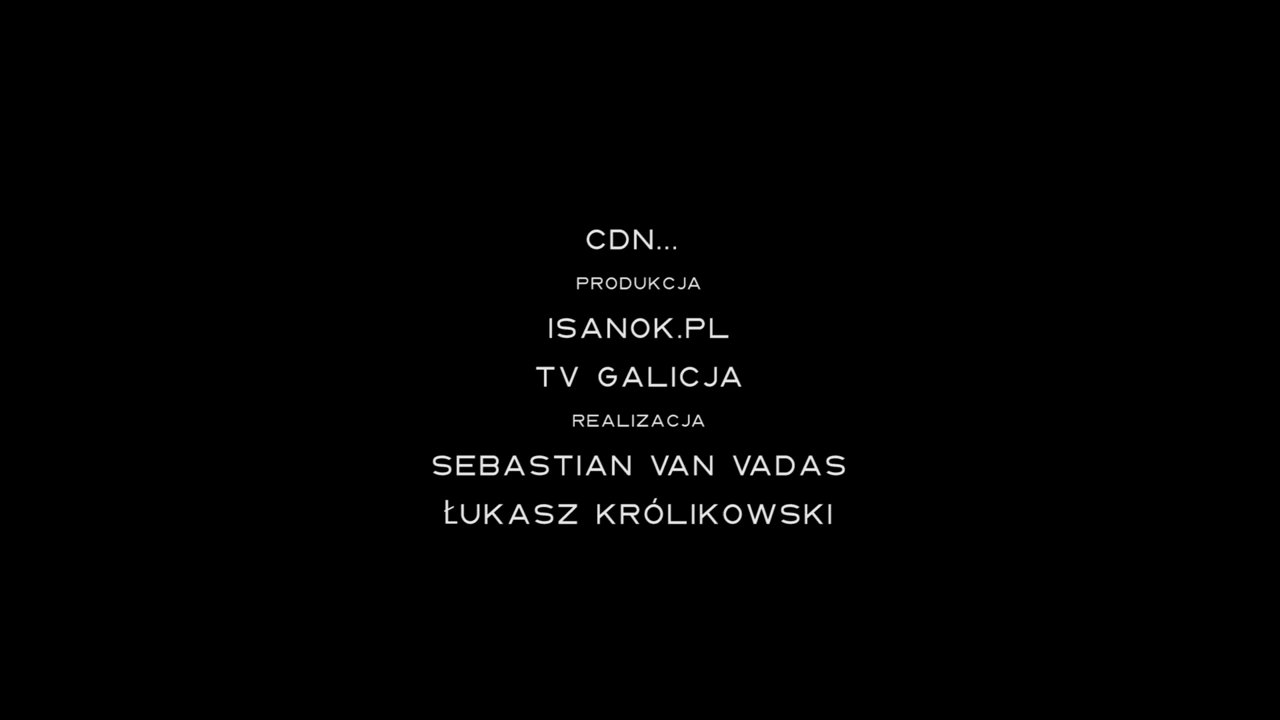 CDN...
PRODUKCJA
ISANOK.PL
TV GALICJA
REALIZACJA
SEBASTIAN VAN VADAS
ŁUKASZ KRÓLIKOWSKI